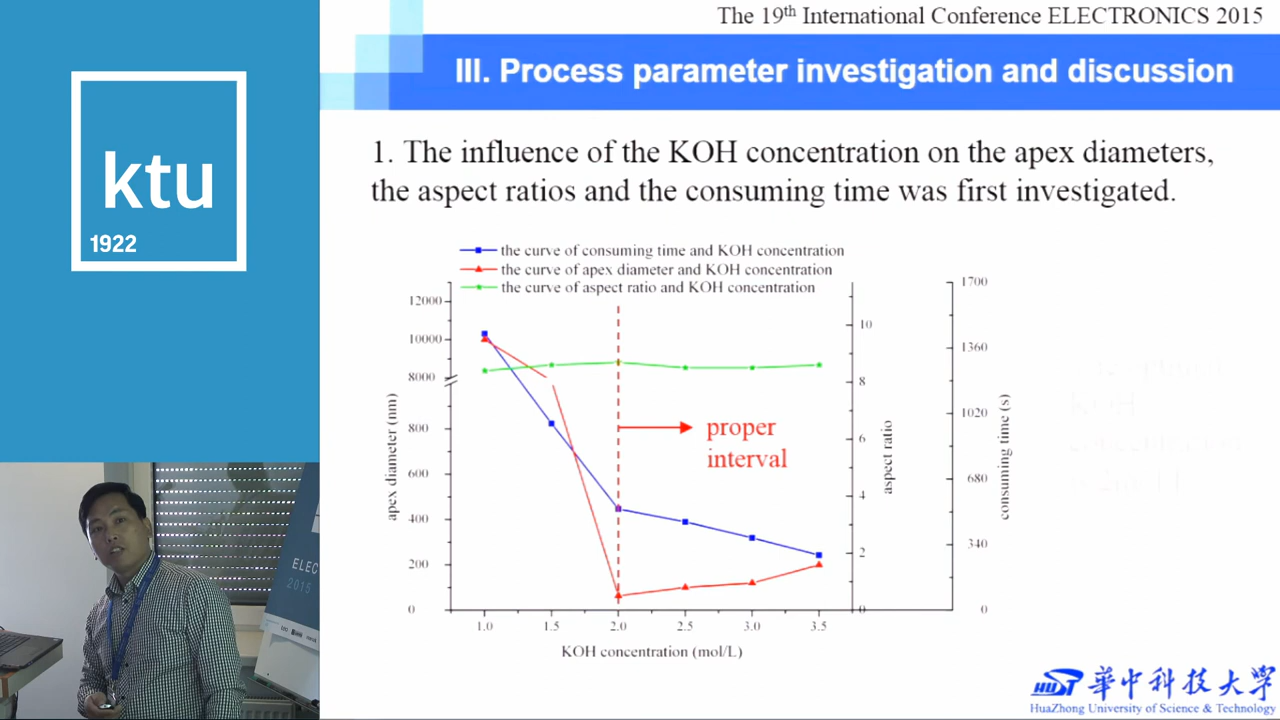 The 19th International Conference ELECTRONICS 2015
III. Process parameter investigation and discussion
ktu
1922
1. The influence of the KOH concentration on the apex diameters,
the aspect ratios and the consuming time was first investigated.
the curve of consuming time and KOH concentration
the curve of apex diameter and KOH concentration
the curve of aspect ratio and KOH concentration
12000
10000
8000
800
600
400
200
0
apex diameter (nm)
1.0
1.5
2.0
2.5
3.0
3.5
KOH concentration (mol/L)
proper
interval
10
8
6
4
2
0
aspect ratio
1700
1360
1020
680
340
0
consuming time (s)
ELEC
2015
HUST 華中科技大学
HuaZhong University of Science & Technology